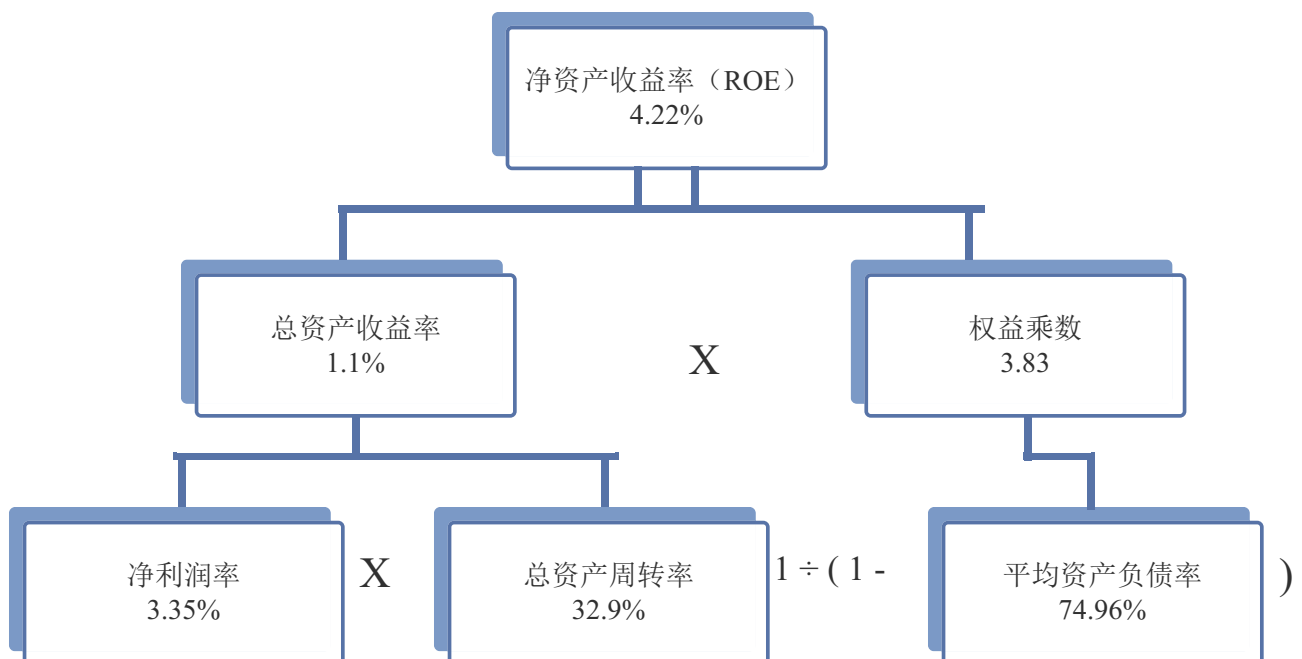 净资产收益率（ROE）
4.22%
总资产收益率
1.1%
X
权益乘数
3.83
净利润率
3.35%
X
总资产周转率
32.9%
1 ÷ ( 1 -
平均资产负债率
74.96%
)